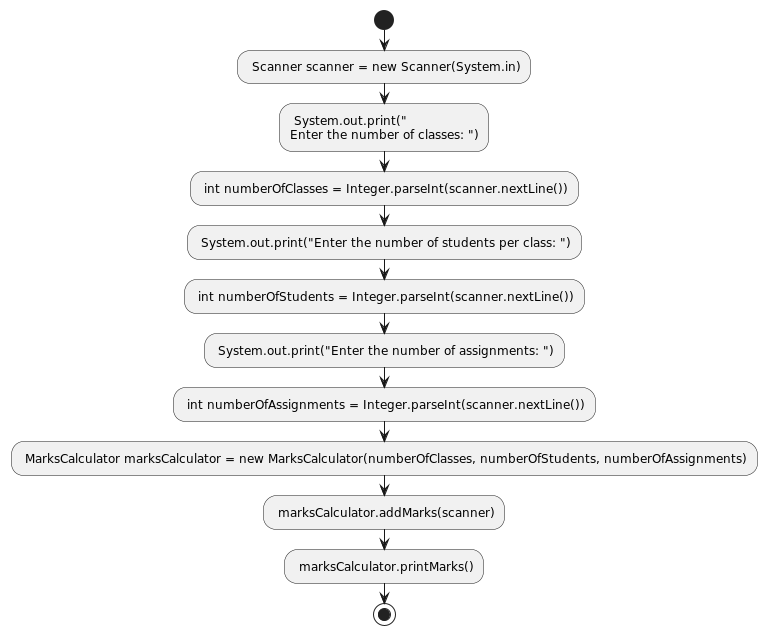 Scanner scanner = new Scanner(System.in)
System.out.print("
Enter the number of classes: ")
int numberOfClasses = Integer.parseInt(scanner.nextLine())
System.out.print("Enter the number of students per class: ")
int numberOfStudents = Integer.parseInt(scanner.nextLine())
System.out.print("Enter the number of assignments: ")
int numberOfAssignments = Integer.parseInt(scanner.nextLine())
MarksCalculator marksCalculator = new MarksCalculator(numberOfClasses, numberOfStudents, numberOfAssignments)
marksCalculator.addMarks(scanner)
marksCalculator.printMarks()